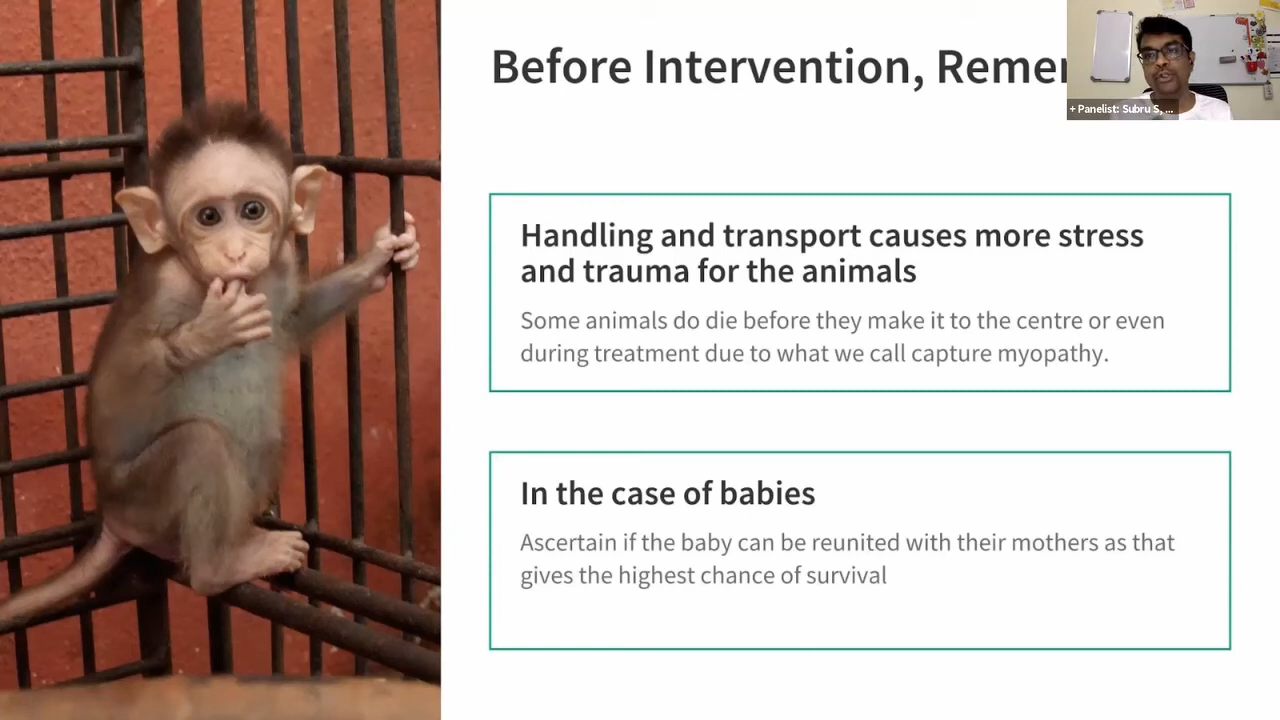 Before Intervention, Remem
+ Panelist: Subru S, ...
Handling and transport causes more stress
and trauma for the animals
Some animals do die before they make it to the centre or even
during treatment due to what we call capture myopathy.
In the case of babies
Ascertain if the baby can be reunited with their mothers as that
gives the highest chance of survival